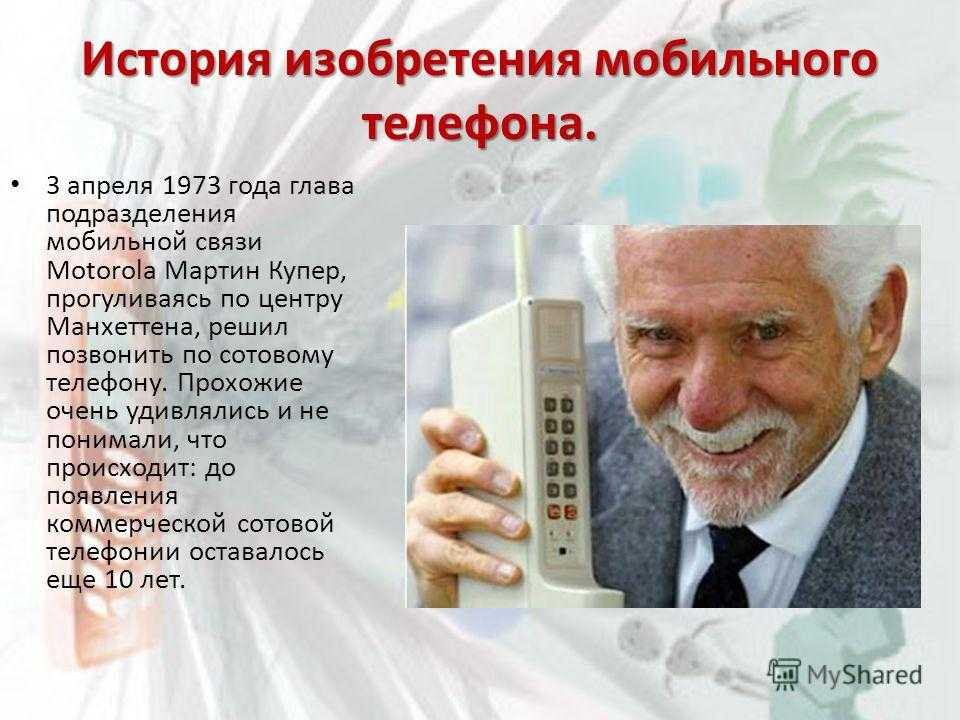 История изобретения мобильного
телефона.
• 3 апреля 1973 года глава
подразделения
мобильной связи
Motorola Мартин Купер,
прогуливаясь по центру
Манхеттена, решил
позвонить по сотовому
телефону. Прохожие
очень удивлялись и не
понимали, что
происходит: до
появления
коммерческой сотовой
телефонии оставалось
еще 10 лет.
MyShared